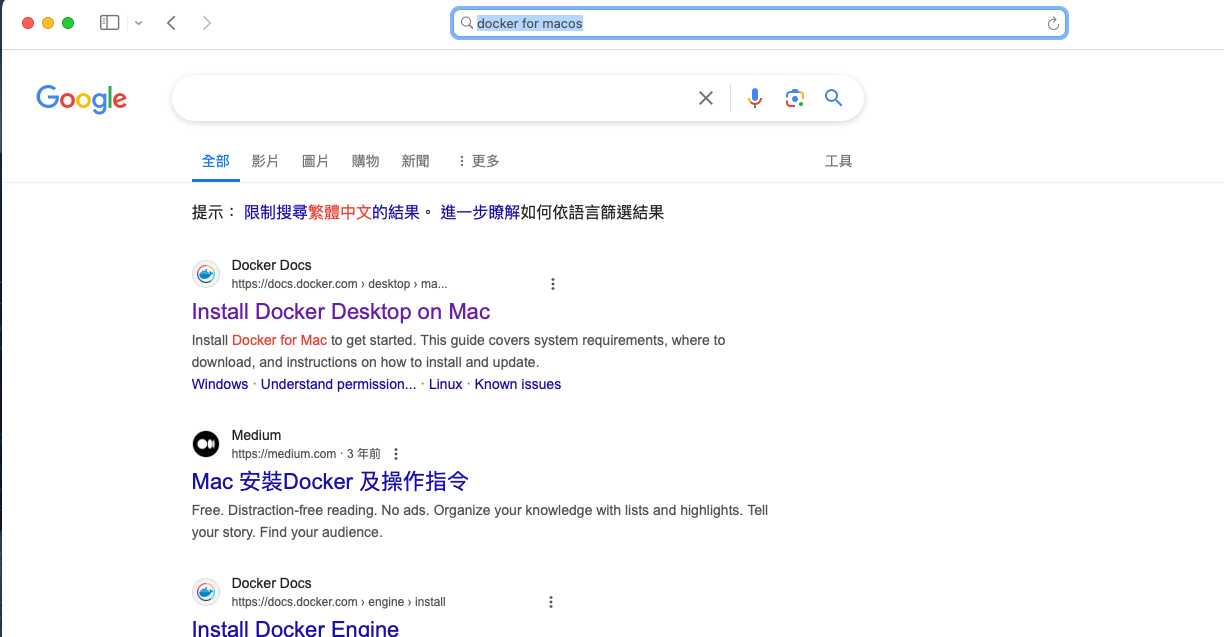 docker for macos
Google
全部 影片 圖片 購物 新聞 更多 工具
提示： 限制搜尋繁體中文的結果。 進一步瞭解如何依語言篩選結果
Docker Docs
https://docs.docker.com › desktop › ma...
Install Docker Desktop on Mac
Install Docker for Mac to get started. This guide covers system requirements, where to
download, and instructions on how to install and update.
Windows · Understand permission... · Linux · Known issues
Medium
https://medium.com · 3 年前
Mac 安裝Docker 及操作指令
Free. Distraction-free reading. No ads. Organize your knowledge with lists and highlights. Tell
your story. Find your audience.
Docker Docs
https://docs.docker.com › engine › install
Install Docker Engine